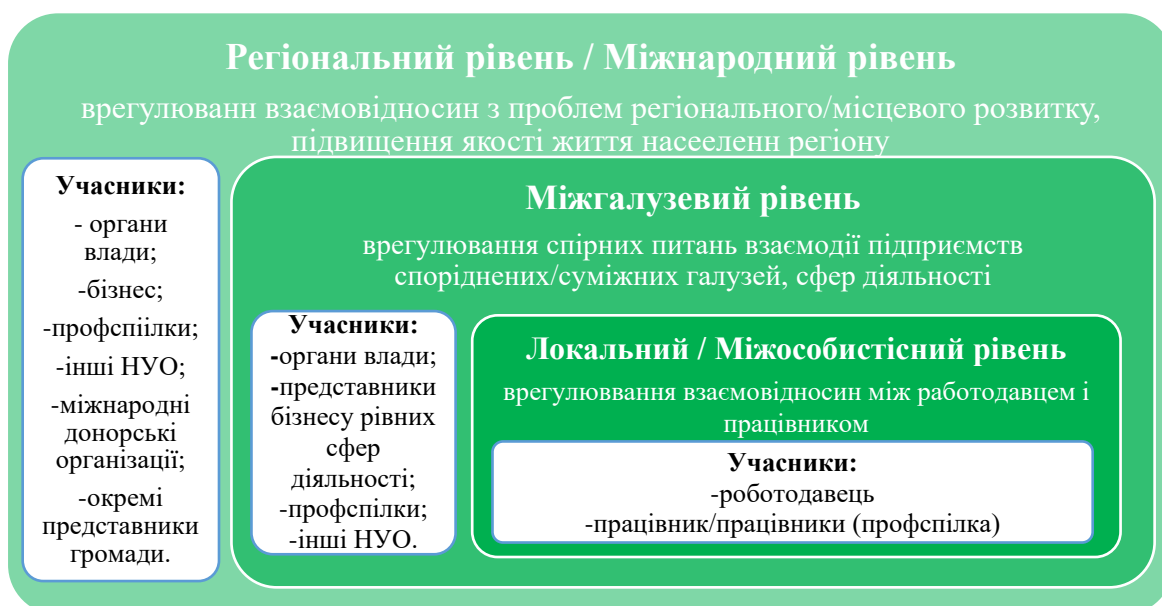 Регіональний рівень / Міжнародний рівень
врегулюванн взаємовідносин з проблем регіонального/місцевого розвитку,
підвищення якості життя насееленн регіону
Учасники:
- органи
влади;
-бізнес;
-профспіілки;
-інші НУО;
-міжнародні
донорські
організації;
-окремі
представники
громади.
Міжгалузевий рівень
врегулювання спірних питань взаємодії підприємств
споріднених/суміжних галузей, сфер діяльності
Учасники:
-органи влади;
-представники
бізнесу рівних
сфер
діяльності;
-профспілки;
-інші НУО.
Локальний / Міжособистісний рівень
врегулюввання взаємовідносин між работодавцем і
працівником
Учасники:
-роботодавець
-працівник/працівники (профспілка)